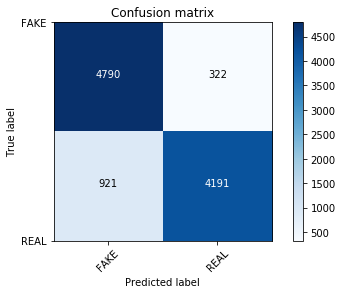 Confusion matrix
FAKE
4790
322
True label
921
4191
REAL
FAKE
REAL
Predicted label
4500
4000
3500
3000
2500
2000
1500
1000
500